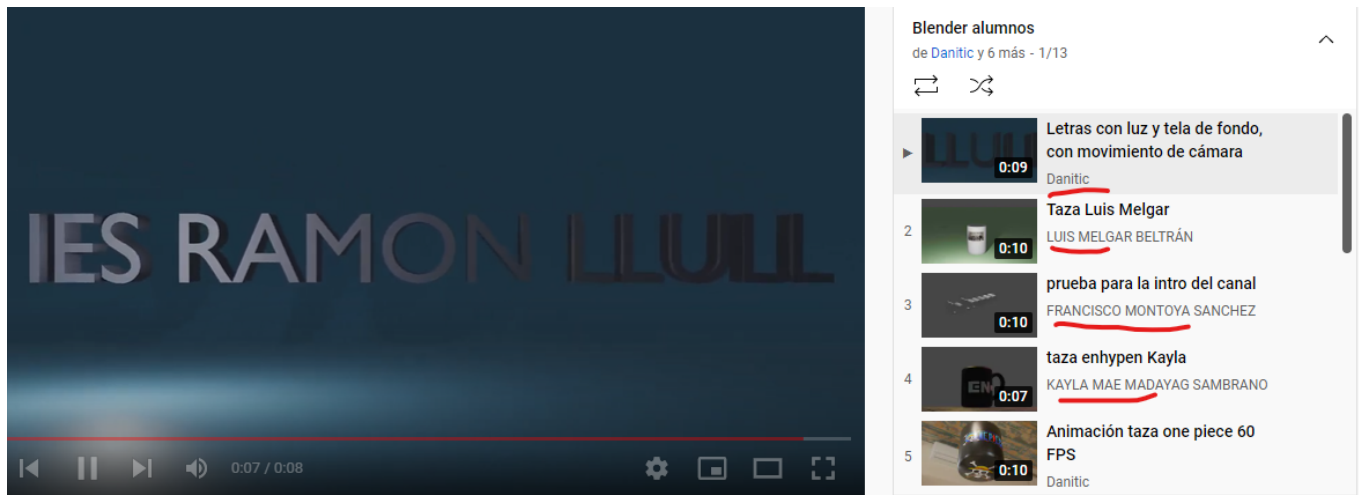 IES RAMON LLULL
0:07 / 0:08
Blender alumnos
de Danitic y 6 más - 1/13
LLULL
0:09
Letras con luz y tela de fondo,
con movimiento de cámara
Danitic
2
0:10
Taza Luis Melgar
LUIS MELGAR BELTRÁN
3
0:10
prueba para la intro del canal
FRANCISCO MONTOYA SANCHEZ
4
EN
0:07
taza enhypen Kayla
KAYLA MAE MADAYAG SAMBRANO
5
0:10
Animación taza one piece 60
FPS
Danitic